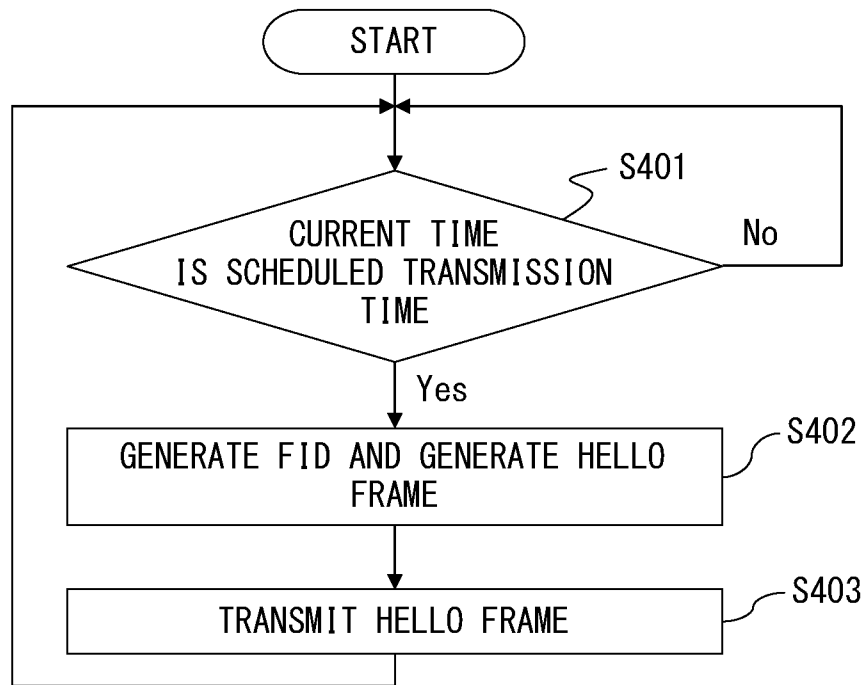 START
S401
CURRENT TIME
IS SCHEDULED TRANSMISSION
TIME
No
Yes
S402
GENERATE FID AND GENERATE HELLO
FRAME
S403
TRANSMIT HELLO FRAME